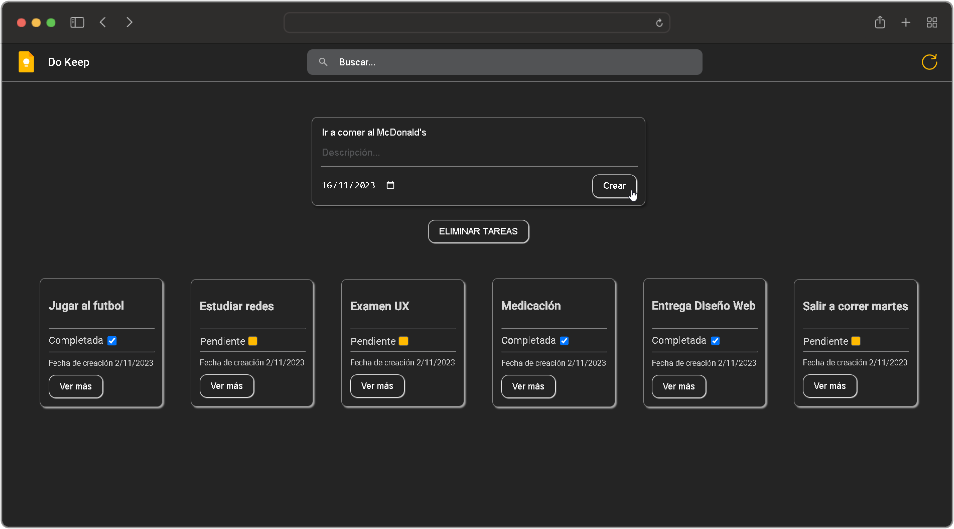 Do Keep
Buscar...
Ir a comer al McDonald's
Descripción...
16/11/2023
Crear
ELIMINAR TAREAS
Jugar al futbol
Completada
Fecha de creación 2/11/2023
Ver más
Estudiar redes
Pendiente
Fecha de creación 2/11/2023
Ver más
Examen UX
Pendiente
Fecha de creación 2/11/2023
Ver más
Medicación
Completada
Fecha de creación 2/11/2023
Ver más
Entrega Diseño Web
Completada
Fecha de creación 2/11/2023
Ver más
Salir a correr martes
Pendiente
Fecha de creación 2/11/2023
Ver más